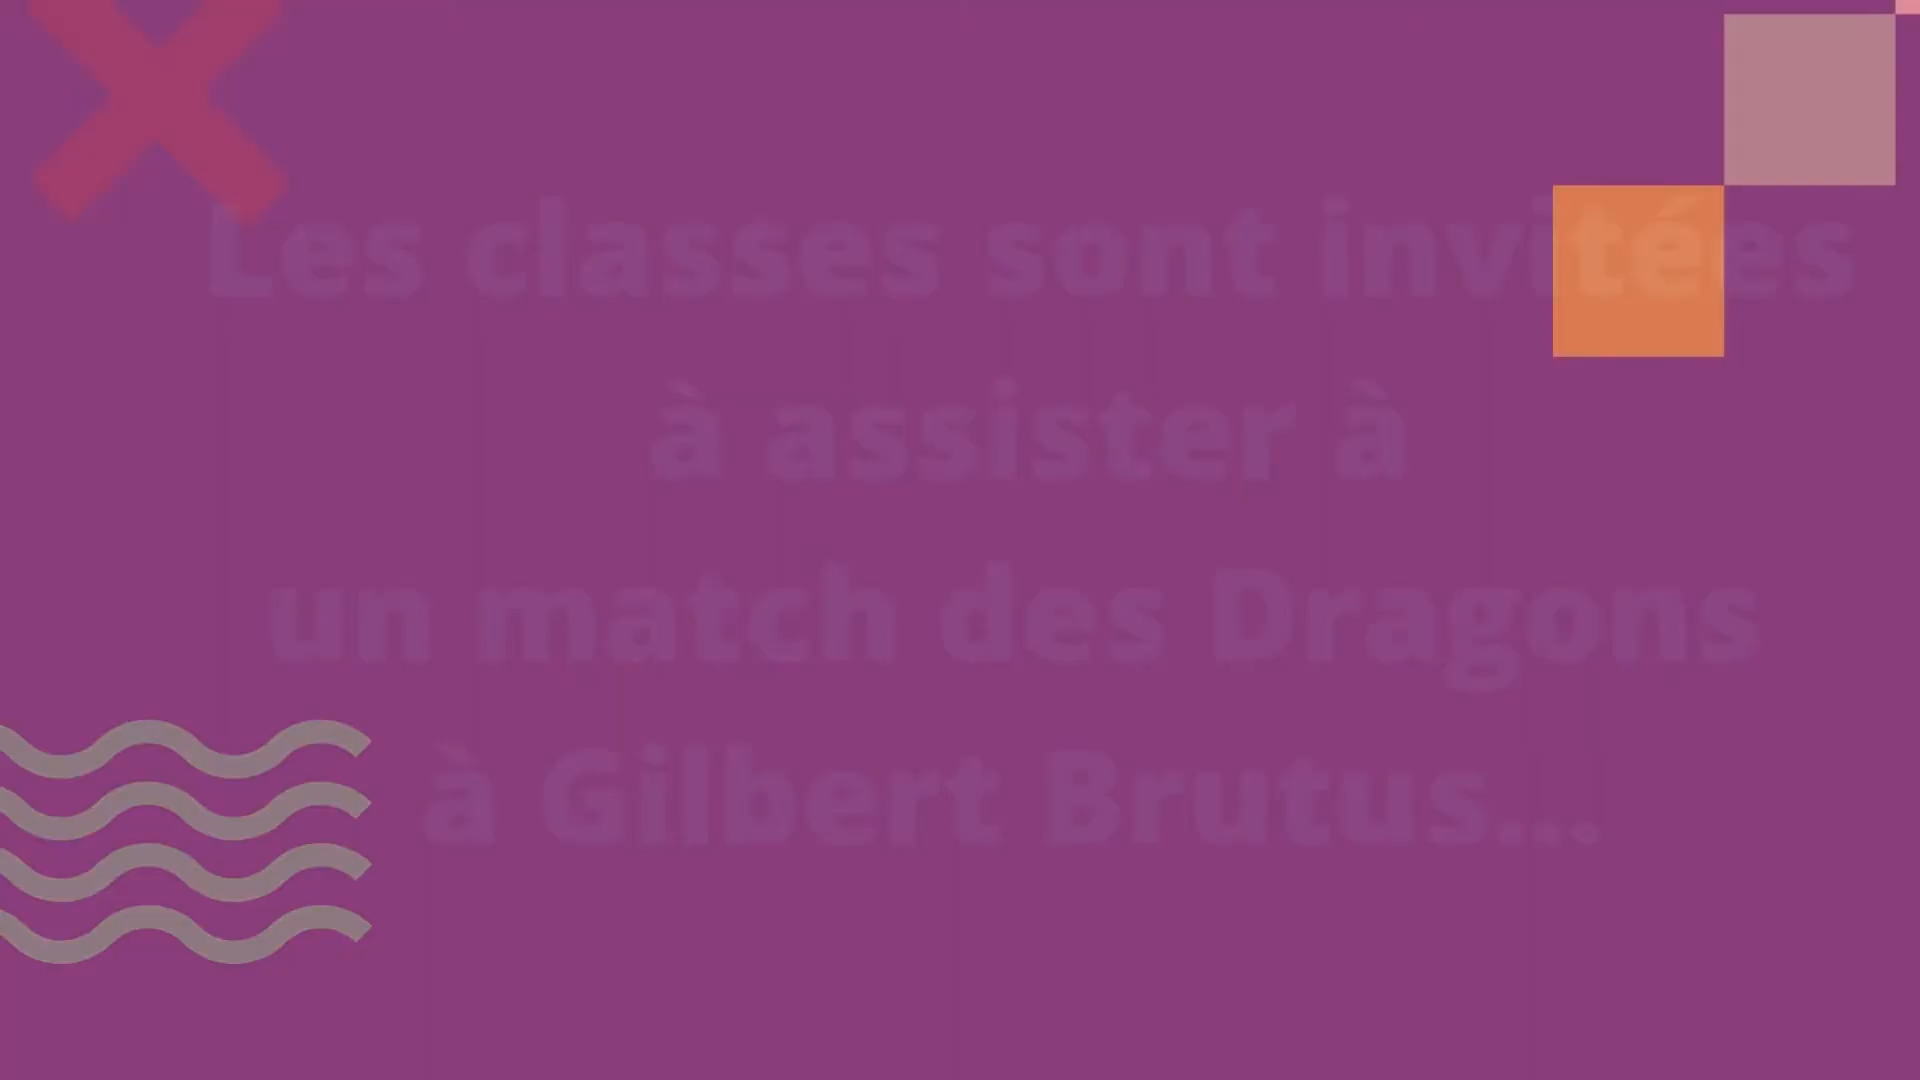 Les classes sont invitées
à assister à
un match des Dragons
à Gilbert Brutus...